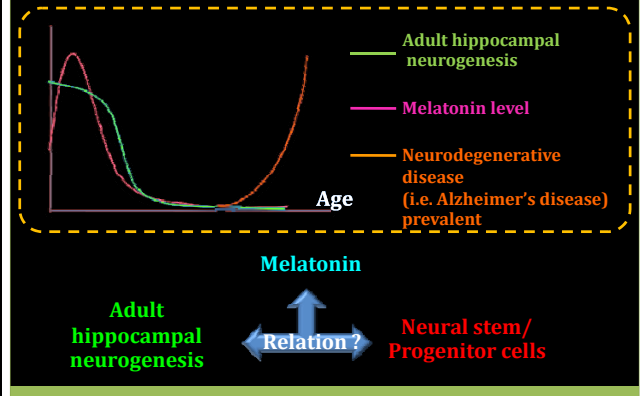 Adult hippocampal
neurogenesis
Melatonin level
Neurodegenerative
disease
(i.e. Alzheimer's disease)
prevalent
Age
Melatonin
Adult
hippocampal
neurogenesis
Relation ?
Neural stem/
Progenitor cells